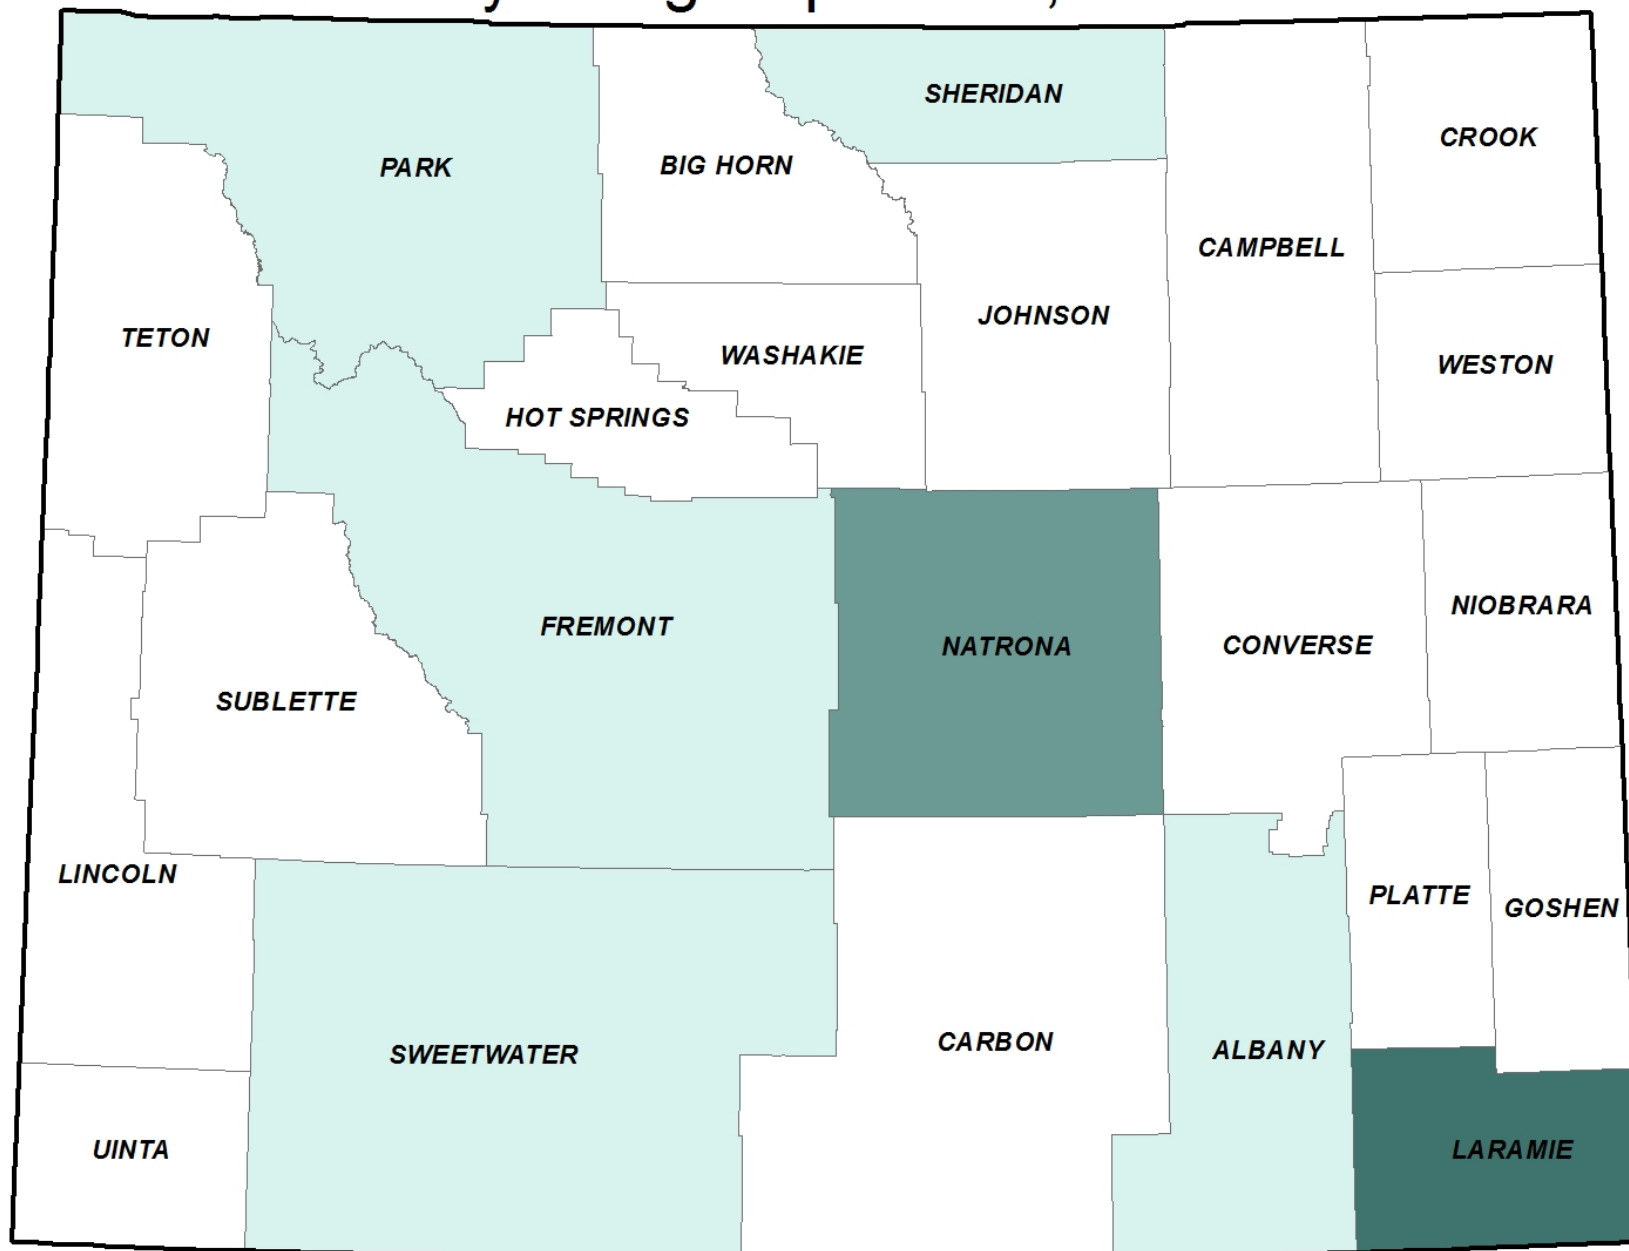 SHERIDAN
CROOK
PARK
BIG HORN
CAMPBELL
JOHNSON
TETON
WASHAKIE
WESTON
HOT SPRINGS
NIOBRARA
FREMONT
NATRONA
CONVERSE
SUBLETTE
LINCOLN
PLATTE
GOSHEN
CARBON
ALBANY
SWEETWATER
UINTA
LARAMIE